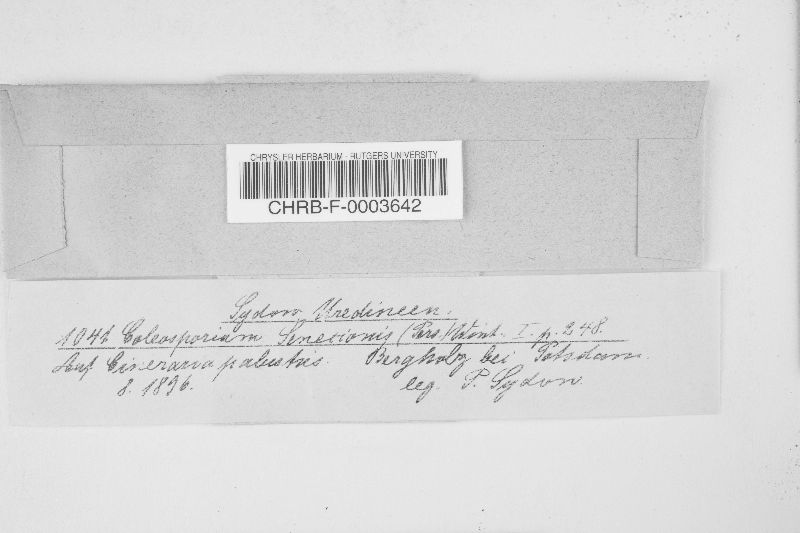 CHRYSLER HERBARIUM - RUTGERS UNIVERSITY
CHRB-F-0003642
Sydow Uredineen.
1041 Coleosporium Senecionis (Pers.) Wint. I. p. 248.
Auf Cineraria palustris. Bergholz bei Potsdam.
8. 1896. leg. P. Sydow.